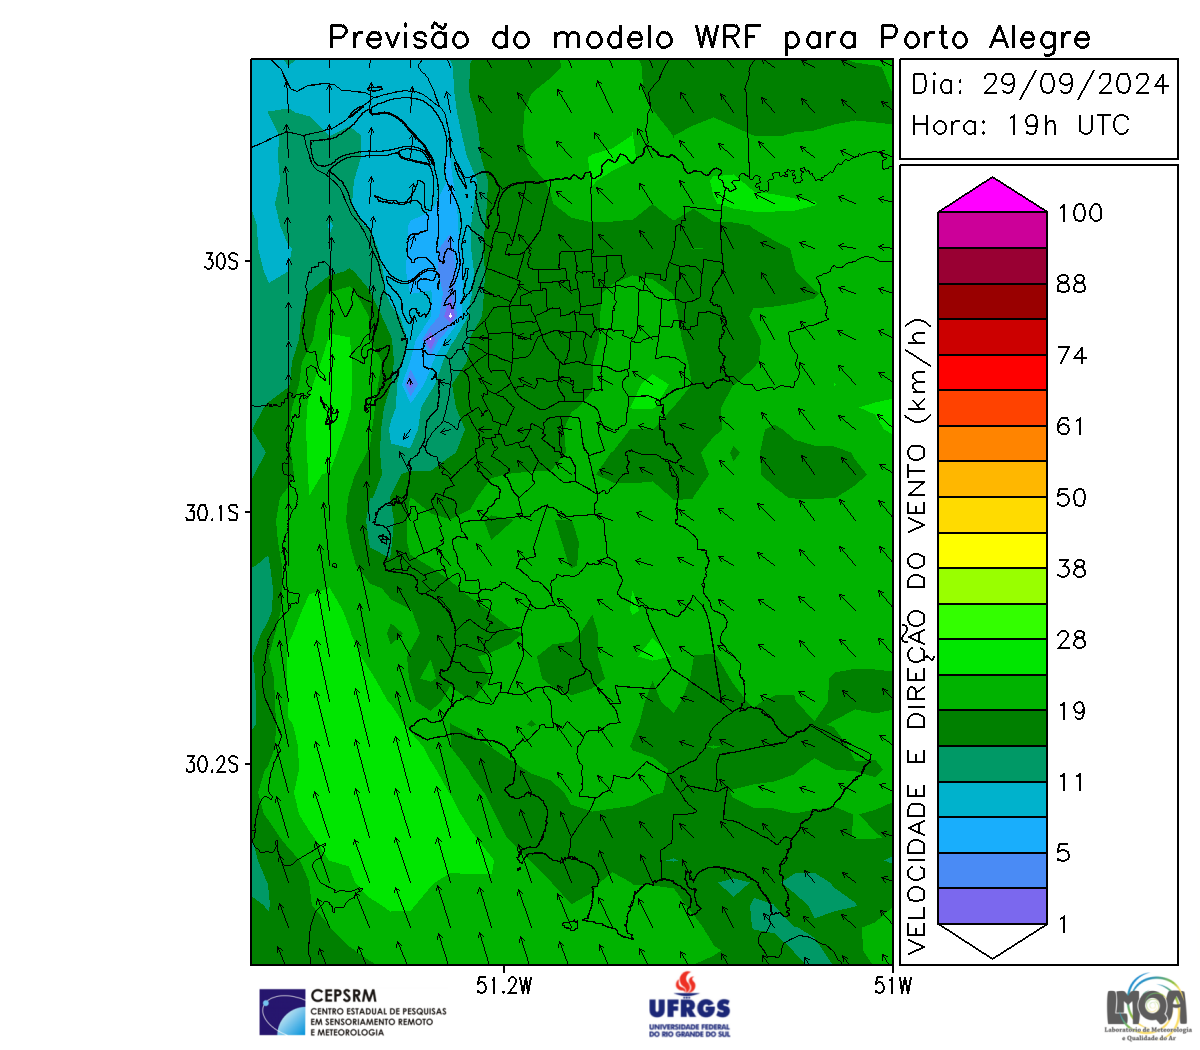 Previsão do modelo WRF para Porto Alegre
Dia: 29/09/2024
Hora: 19h UTC
30S
30.1S
30.2S
51.2W
51W
VELOCIDADE E DIREÇÃO DO VENTO (km/h)
100
88
74
61
50
38
28
19
11
5
1
CEPSRM
CENTRO ESTADUAL DE PESQUISAS
EM SENSORIAMENTO REMOTO
E METEOROLOGIA
UFRGS
UNIVERSIDADE FEDERAL
DO RIO GRANDE DO SUL
LMQA
Laboratório de Meteorologia
e Qualidade do Ar